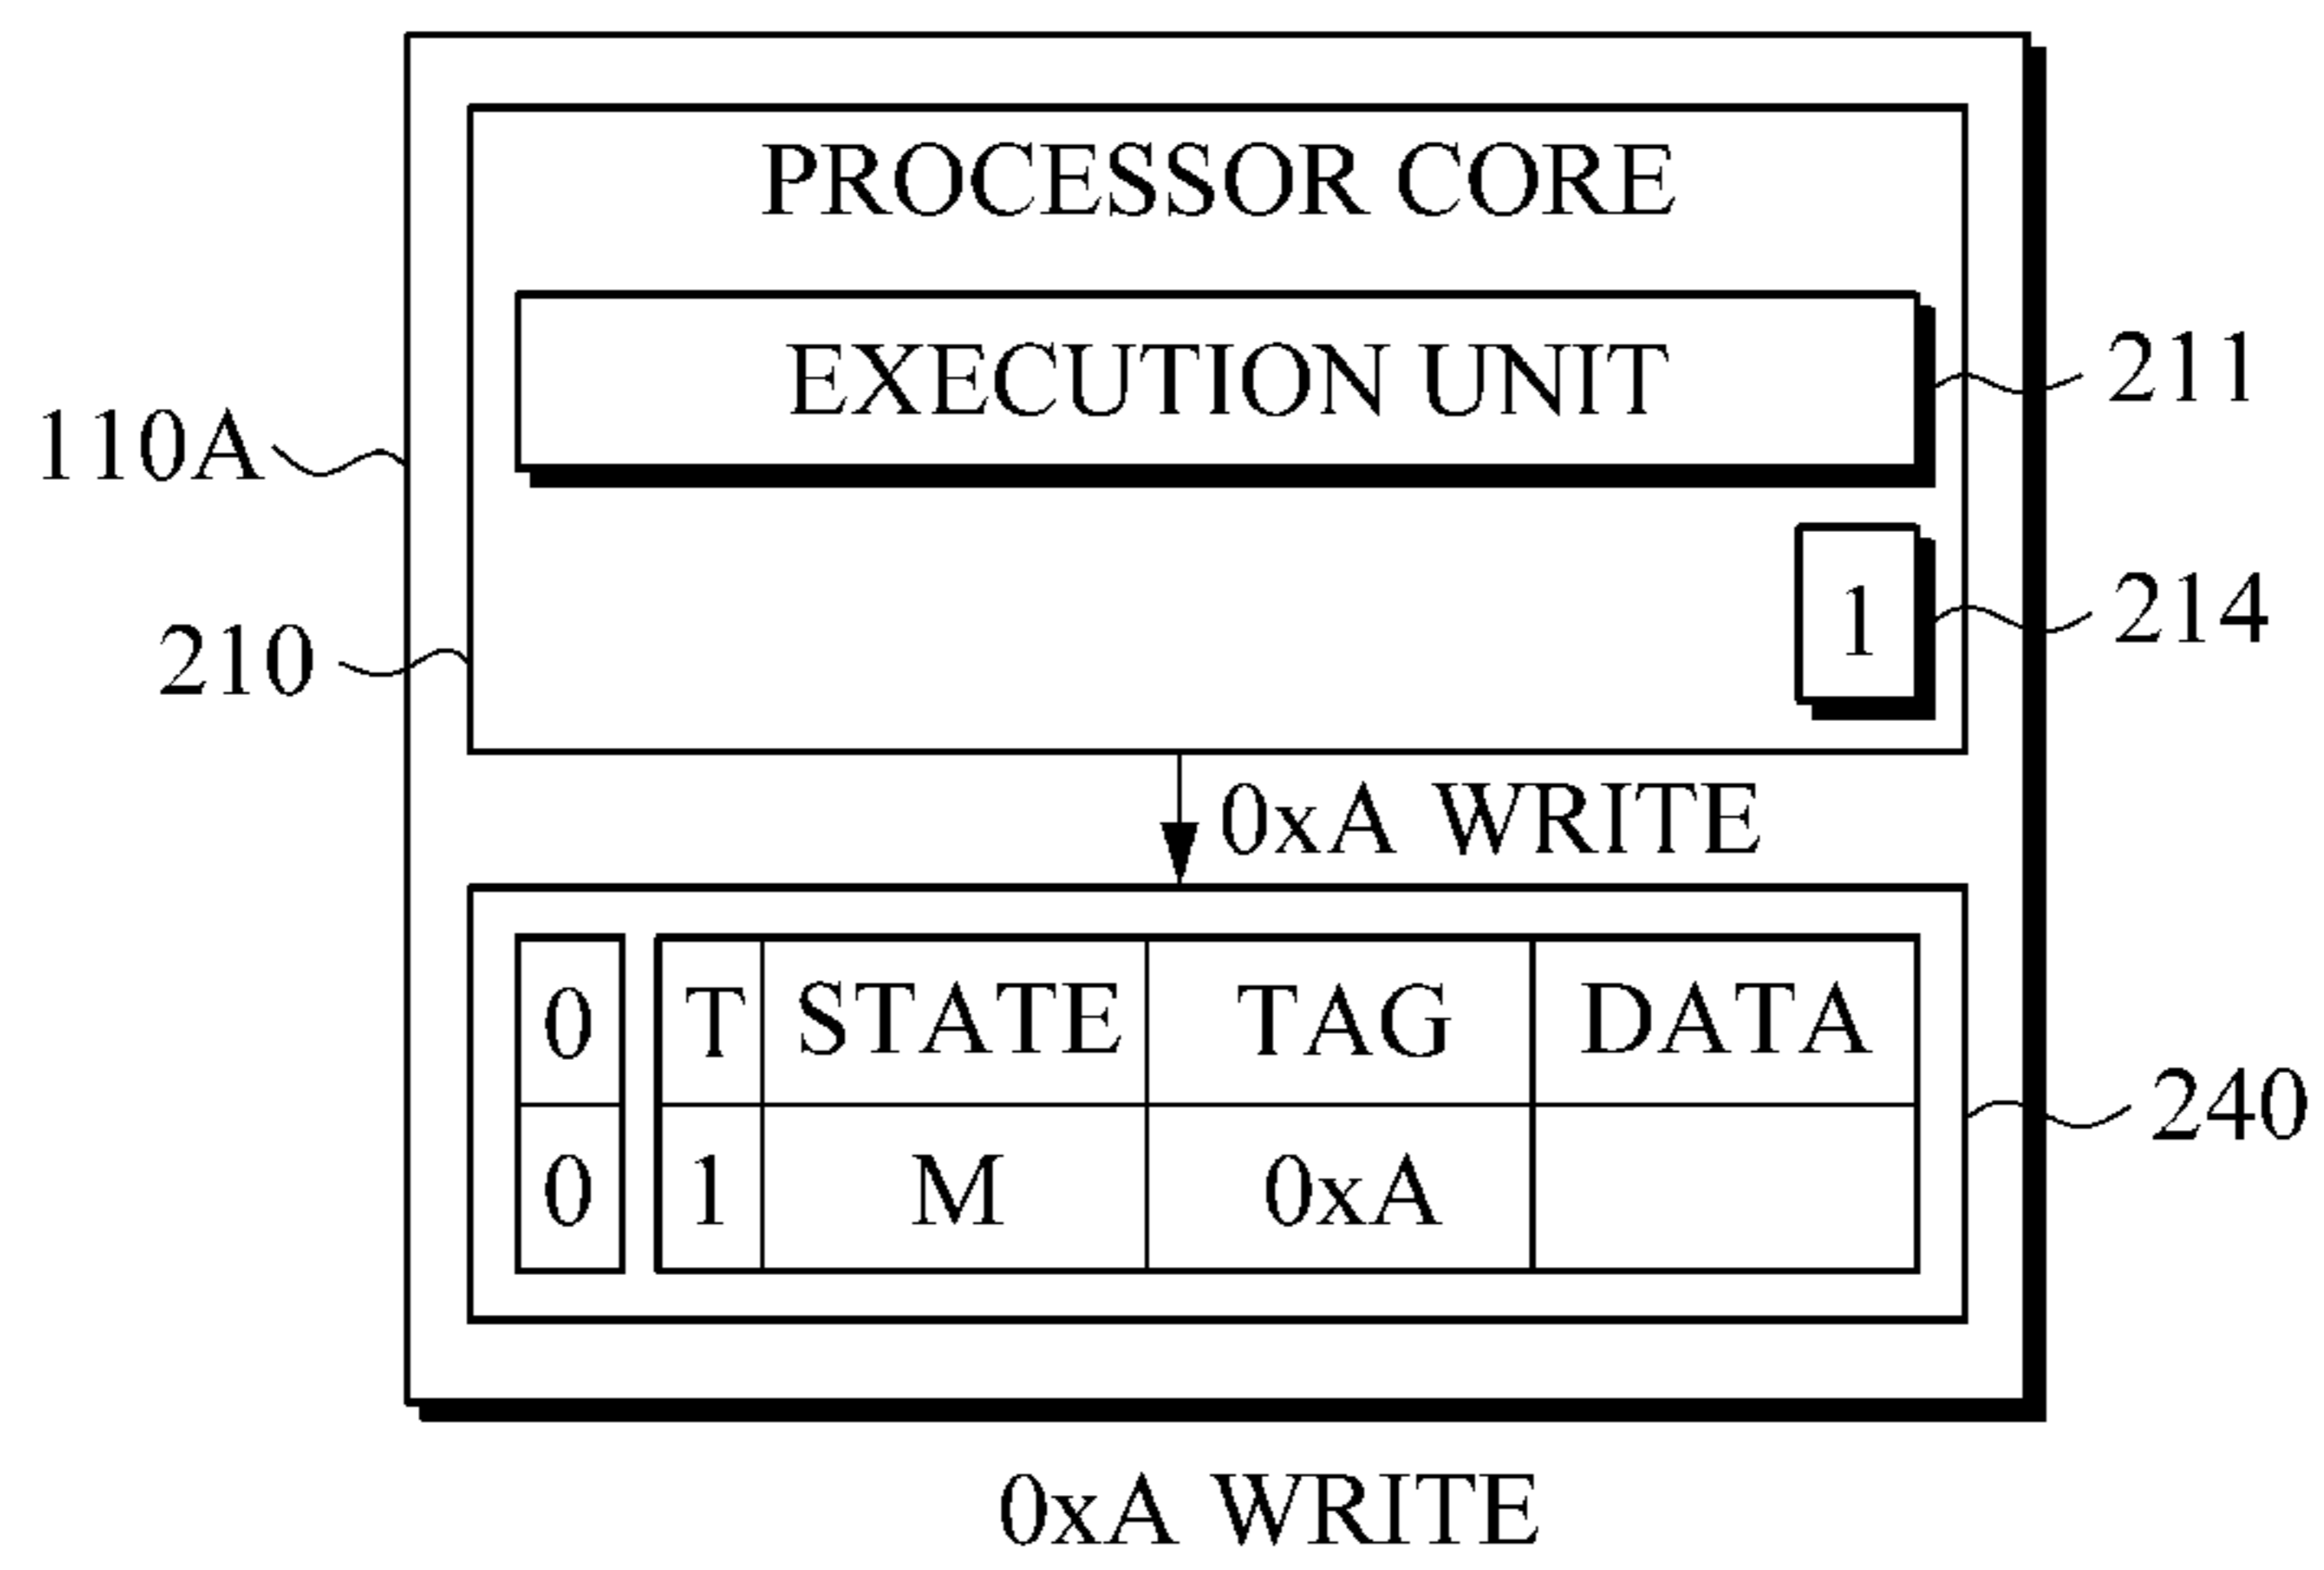 PROCESSOR CORE
EXECUTION UNIT
211
110A
1
214
210
0xA WRITE
0 T STATE TAG DATA
240
0 1 M 0xA
0xA WRITE